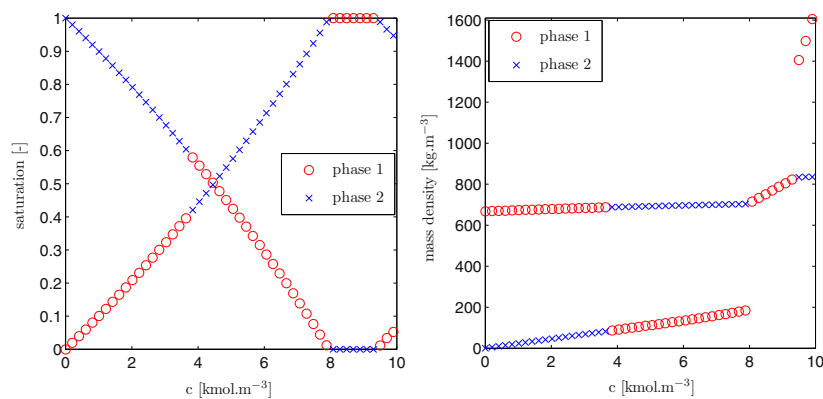 1
0.9
0.8
0.7
0.6
0.5
0.4
0.3
0.2
0.1
0
0 2 4 6 8 10
saturation [-]
c [kmol.m⁻³]
phase 1
phase 2
1600
1400
1200
1000
800
600
400
200
0
0 2 4 6 8 10
mass density [kg.m⁻³]
c [kmol.m⁻³]
phase 1
phase 2